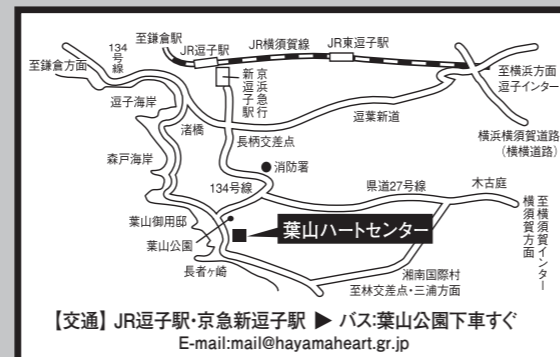 至鎌倉駅
134号線
JR逗子駅
JR横須賀線
JR東逗子駅
至鎌倉方面
至横浜方面
逗子インター
京浜急行
新逗子駅
逗子海岸
渚橋
長柄交差点
逗葉新道
横浜横須賀道路
(横横道路)
森戸海岸
消防署
134号線
県道27号線
木古庭
至横須賀インター
横須賀方面
葉山御用邸
葉山公園
葉山ハートセンター
長者ヶ崎
湘南国際村
至林交差点・三浦方面
【交通】JR逗子駅・京急新逗子駅 ▶ バス:葉山公園下車すぐ
E-mail:mail@hayamaheart.gr.jp